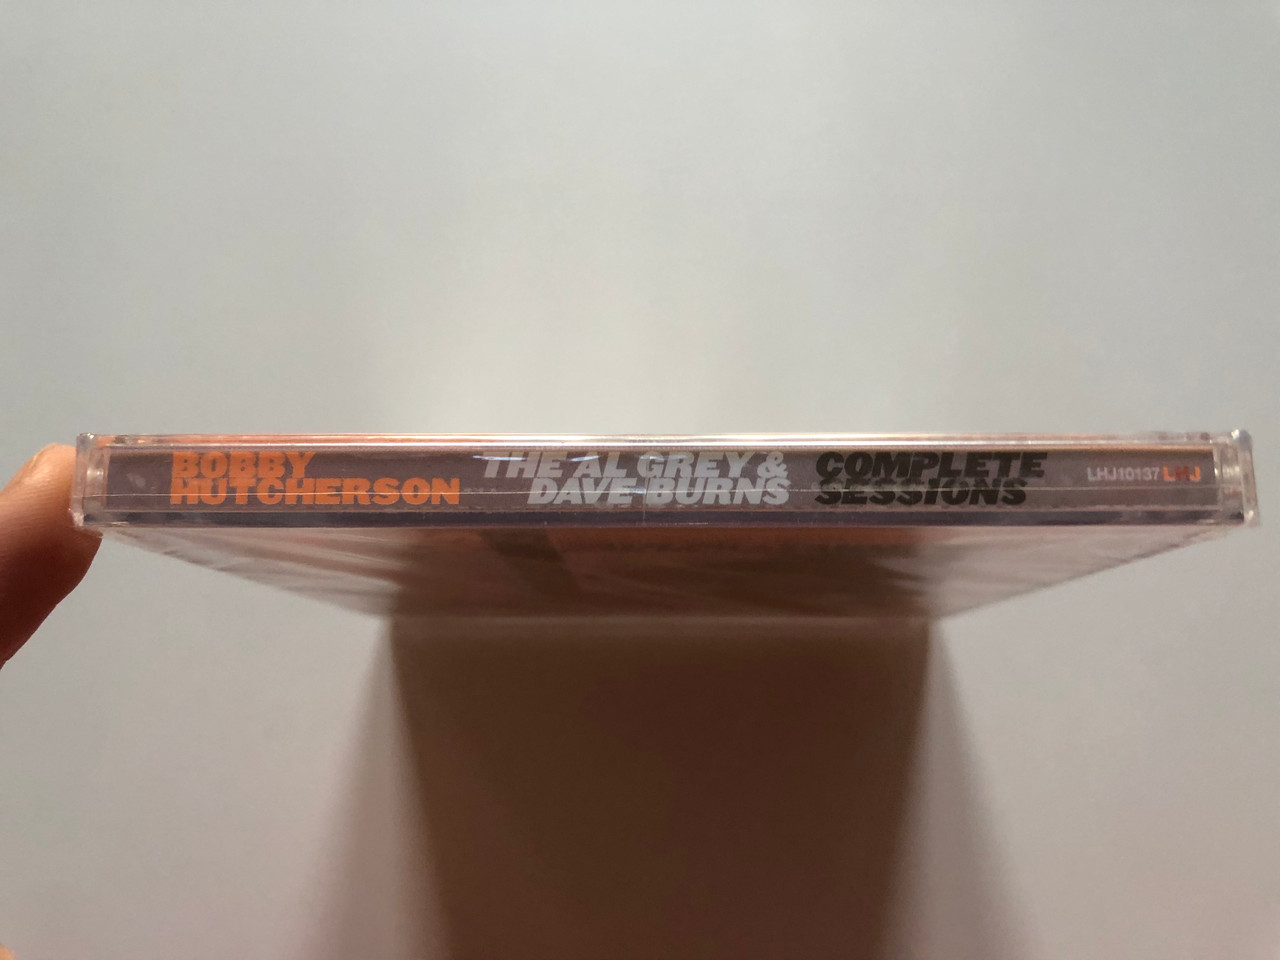 BOBBY
HUTCHERSON
THE AL GREY &
DAVE BURNS
COMPLETE
SESSIONS
LHJ10137 LHJ